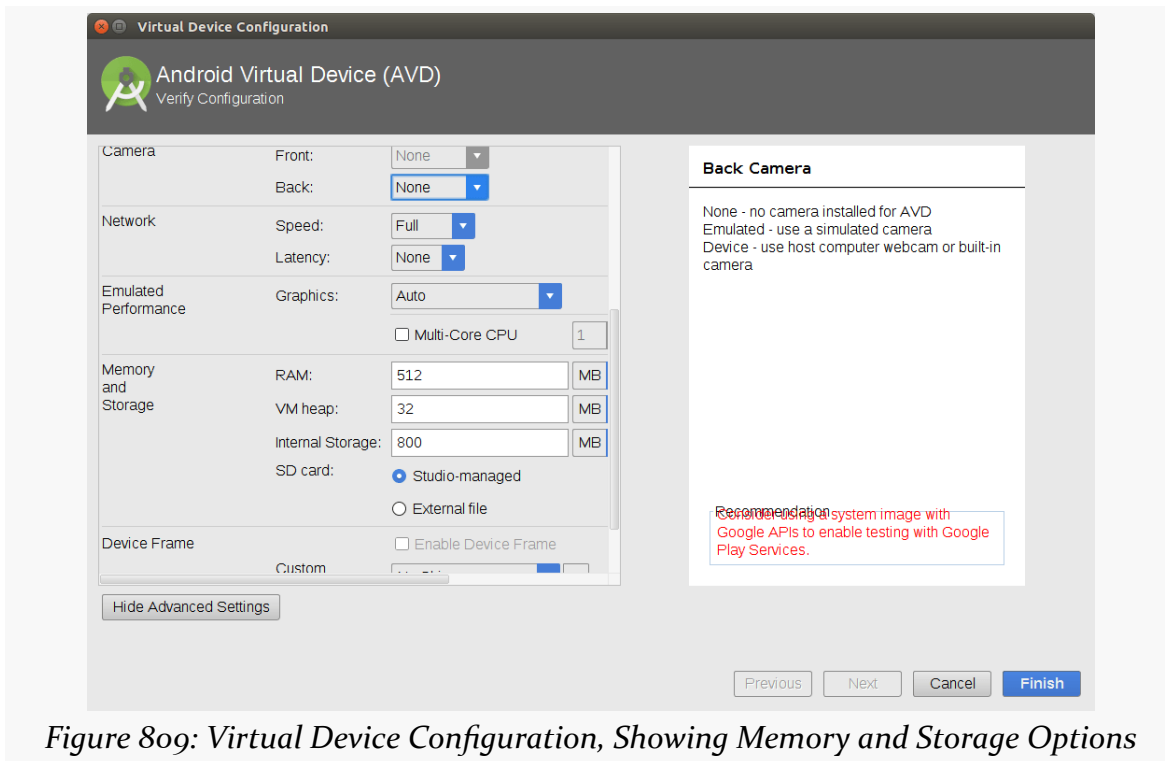 Virtual Device Configuration
Android Virtual Device (AVD)
Verify Configuration
Camera
Front:
None
Back:
None
Network
Speed:
Full
Latency:
None
Emulated
Performance
Graphics:
Auto
Multi-Core CPU
1
Memory
and
Storage
RAM:
512
MB
VM heap:
32
MB
Internal Storage:
800
MB
SD card:
Studio-managed
External file
Device Frame
Enable Device Frame
Custom
Hide Advanced Settings
Back Camera
None - no camera installed for AVD
Emulated - use a simulated camera
Device - use host computer webcam or built-in
camera
Recommendation
Consider using a system image with
Google APIs to enable testing with Google
Play Services.
Previous
Next
Cancel
Finish
Figure 809: Virtual Device Configuration, Showing Memory and Storage Options